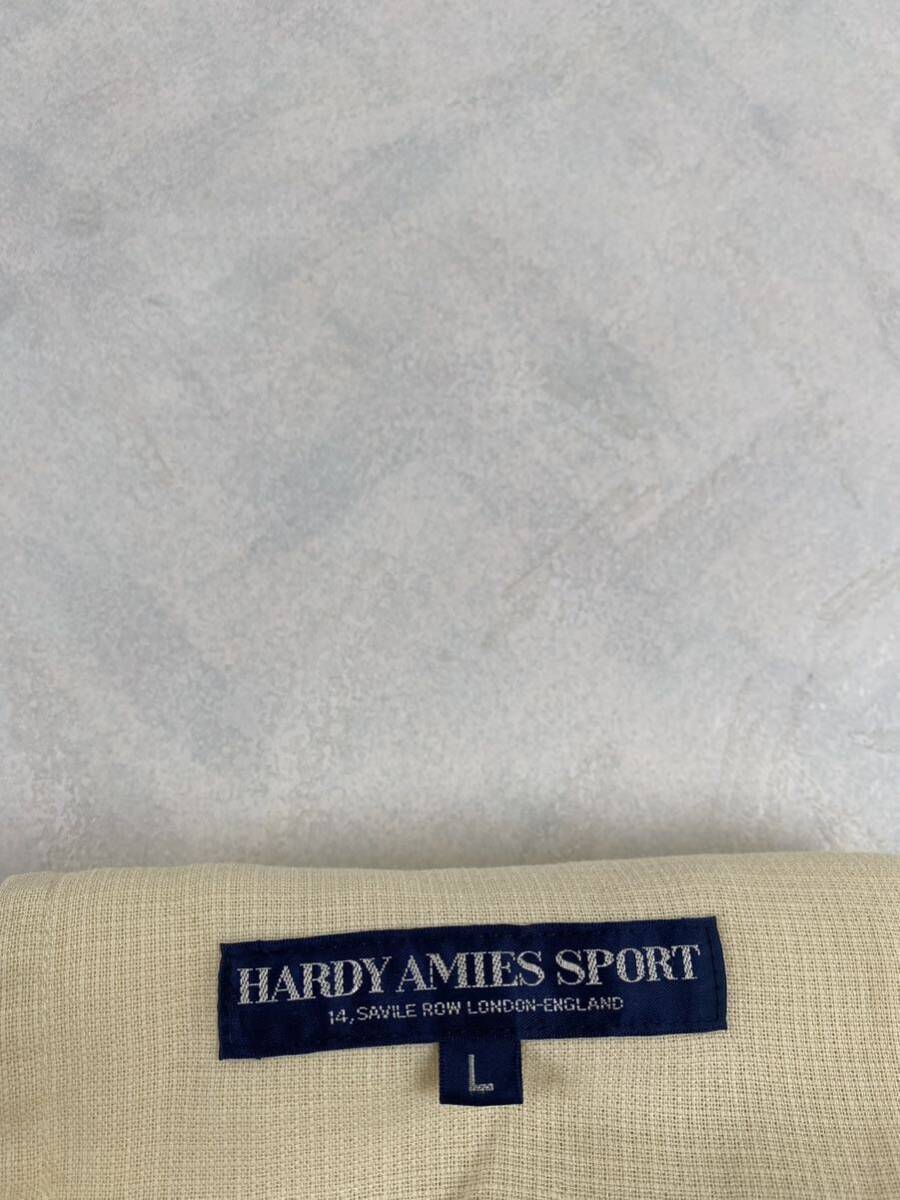 HARDY AMIES SPORT
14, SAVILE ROW LONDON-ENGLAND
L